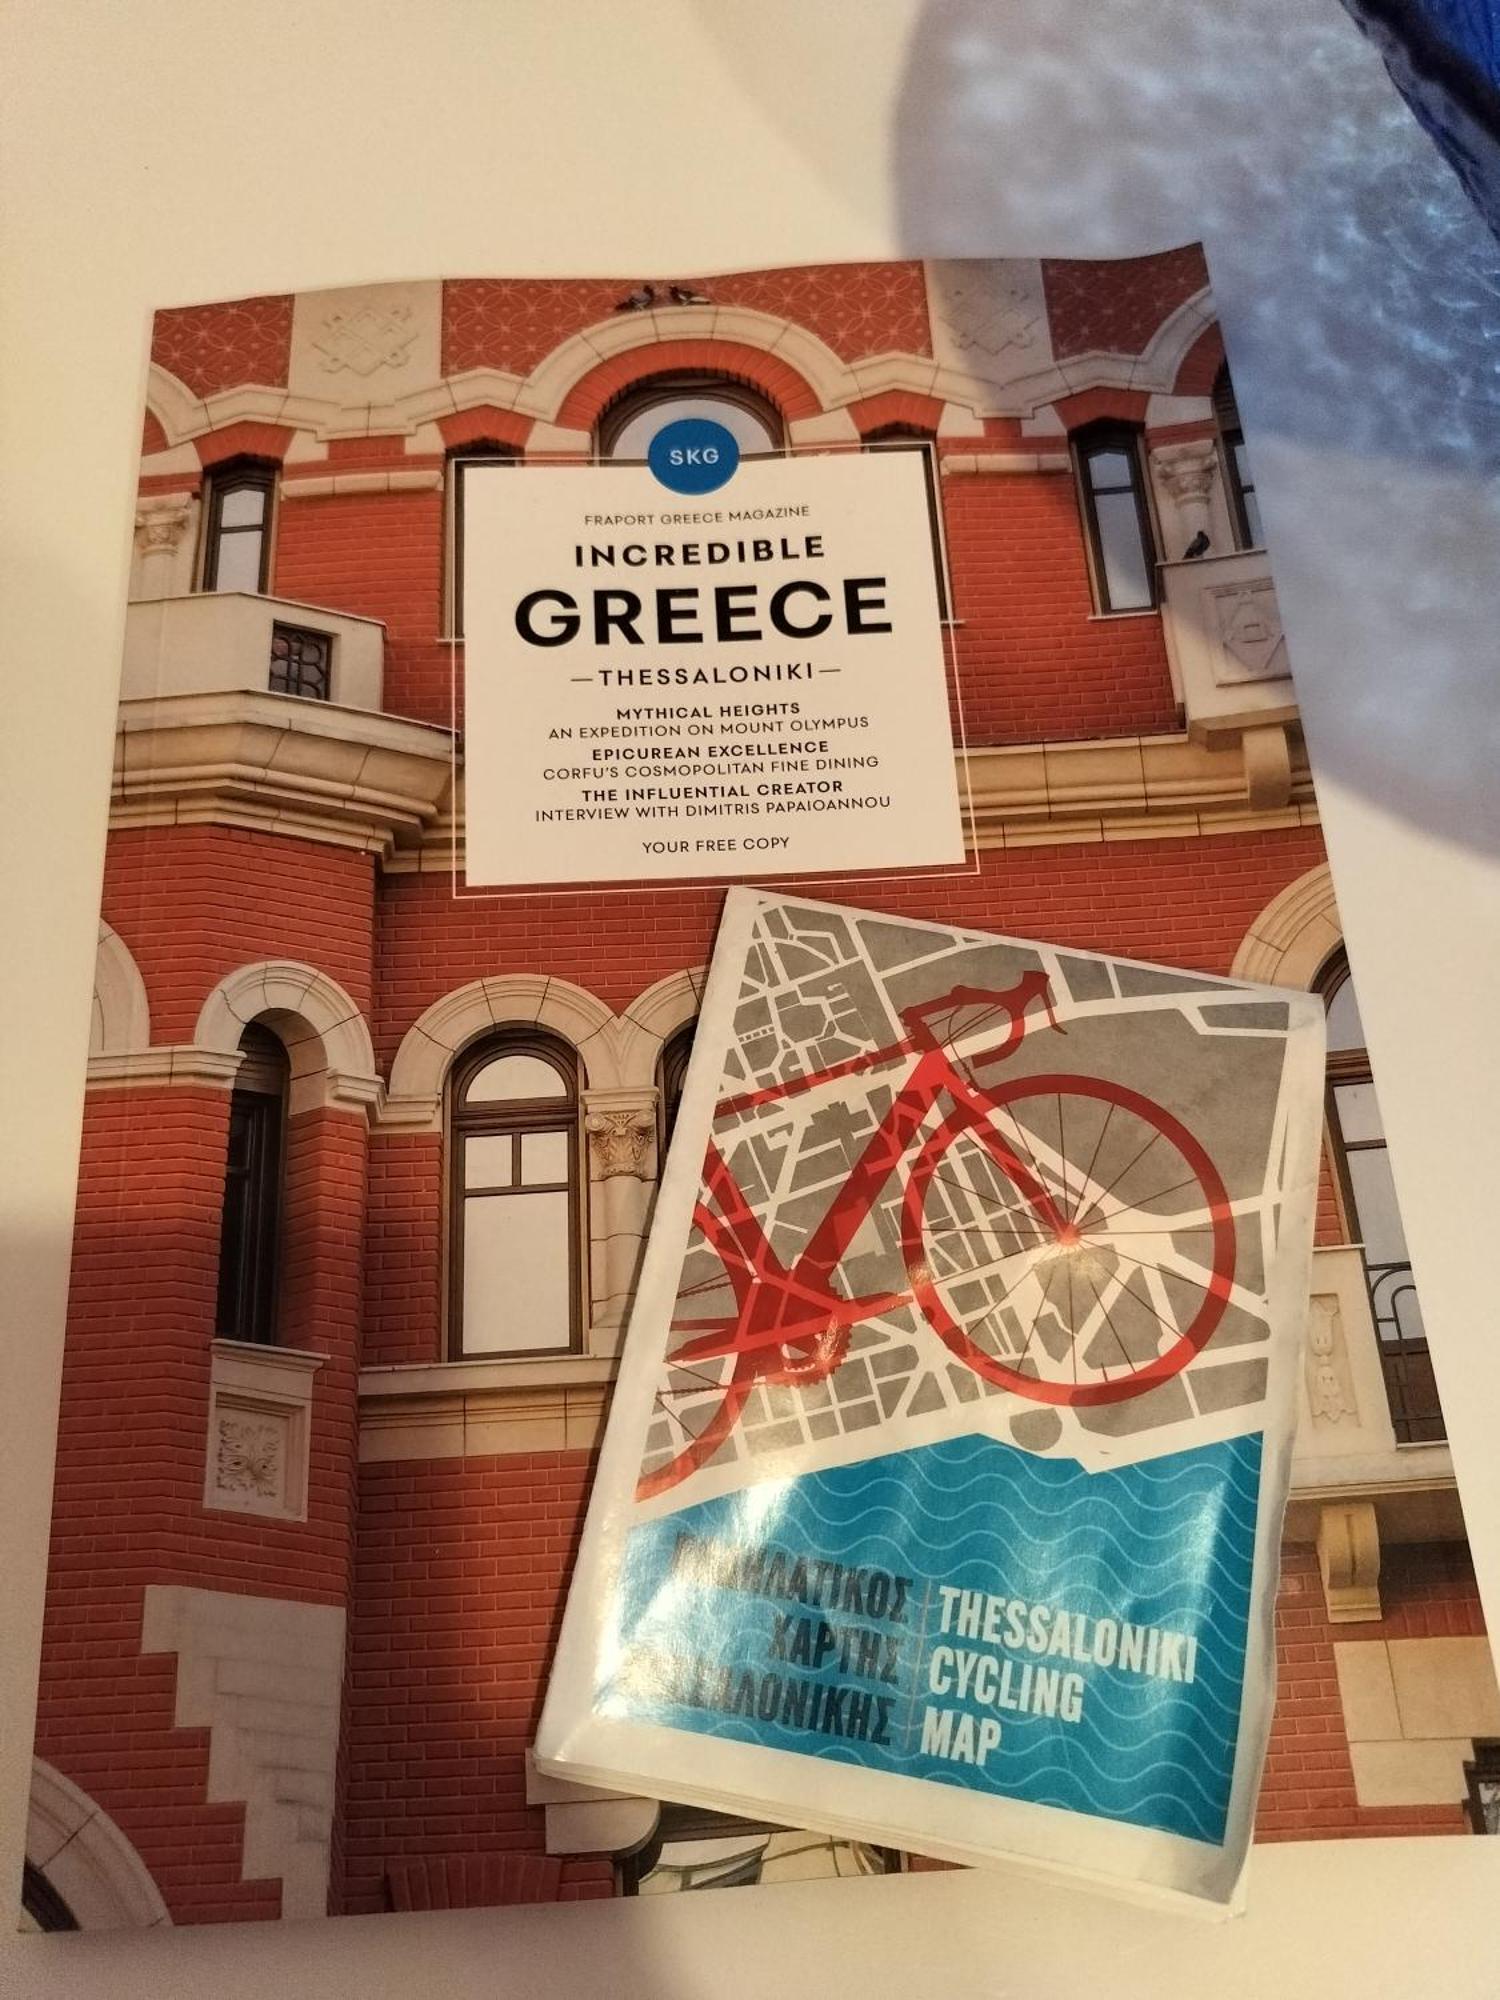 SKG
FRAPORT GREECE MAGAZINE
INCREDIBLE
GREECE
—THESSALONIKI—
MYTHICAL HEIGHTS
AN EXPEDITION ON MOUNT OLYMPUS
EPICUREAN EXCELLENCE
CORFU'S COSMOPOLITAN FINE DINING
THE INFLUENTIAL CREATOR
INTERVIEW WITH DIMITRIS PAPAIOANNOU
YOUR FREE COPY
ΧΑΡΤΗΣ
THESSALONIKI
CYCLING
MAP